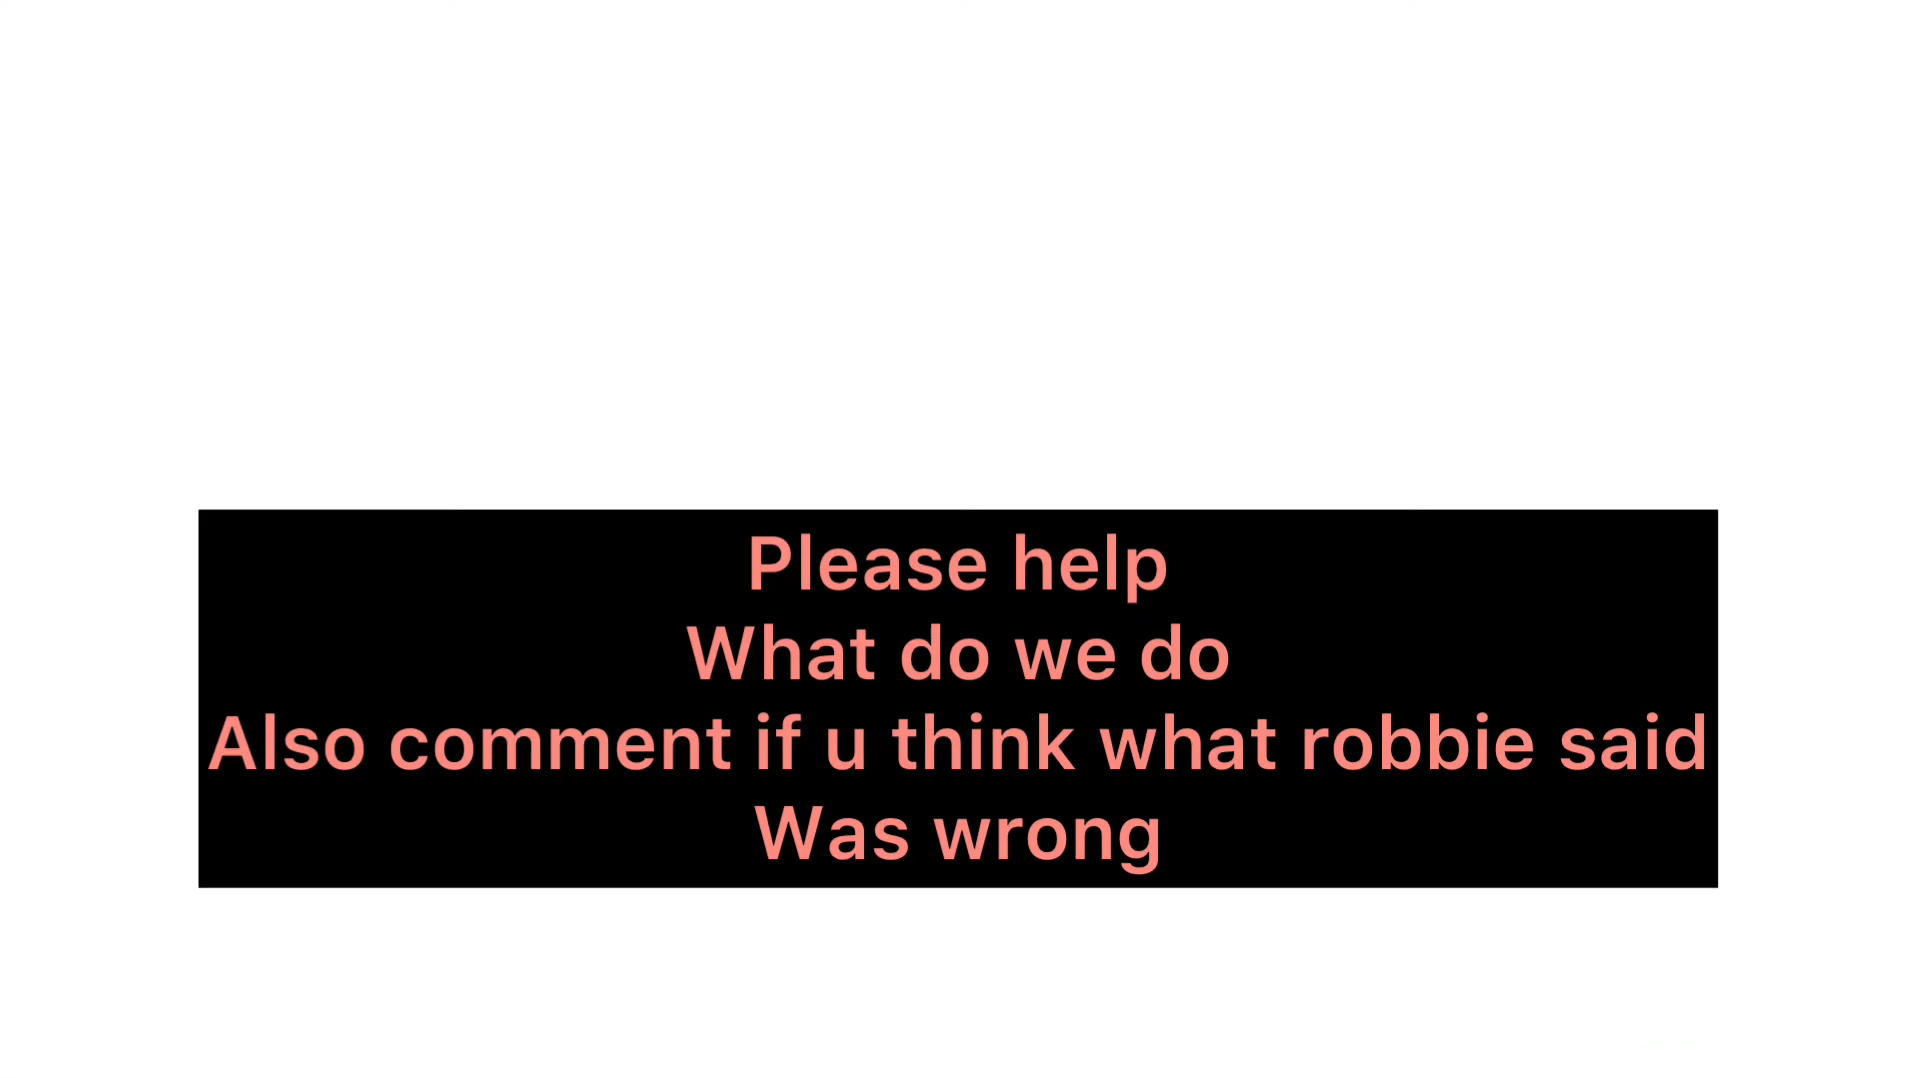 Please help
What do we do
Also comment if u think what robbie said
Was wrong